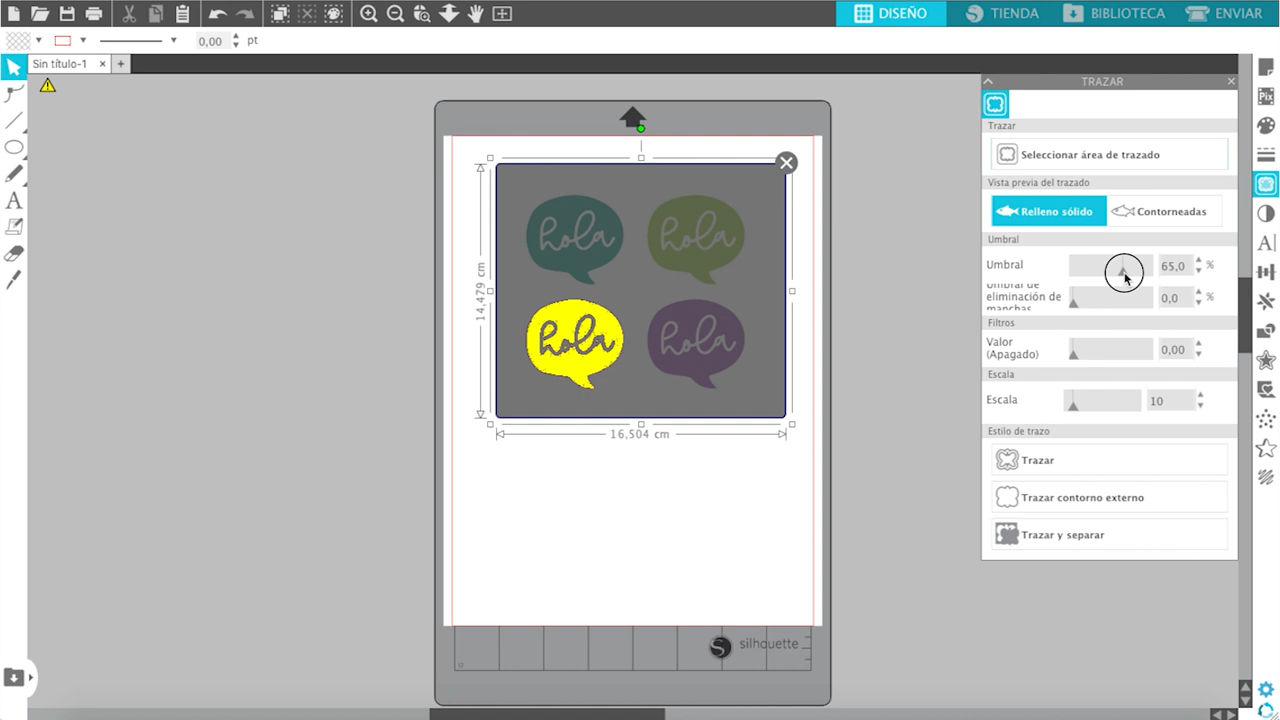 DISEÑO
TIENDA
BIBLIOTECA
ENVIAR
0,00
pt
Sin título-1
TRAZAR
Trazar
Seleccionar área de trazado
Vista previa del trazado
Relleno sólido
Contorneadas
Umbral
Umbral
65,0
%
Umbral de
eliminación de
manchas
0,0
%
Filtros
Valor
(Apagado)
0,00
Escala
Escala
10
Estilo de trazo
Trazar
Trazar contorno externo
Trazar y separar
hola
hola
hola
hola
14,479 cm
16,504 cm
silhouette
Pix
A
A